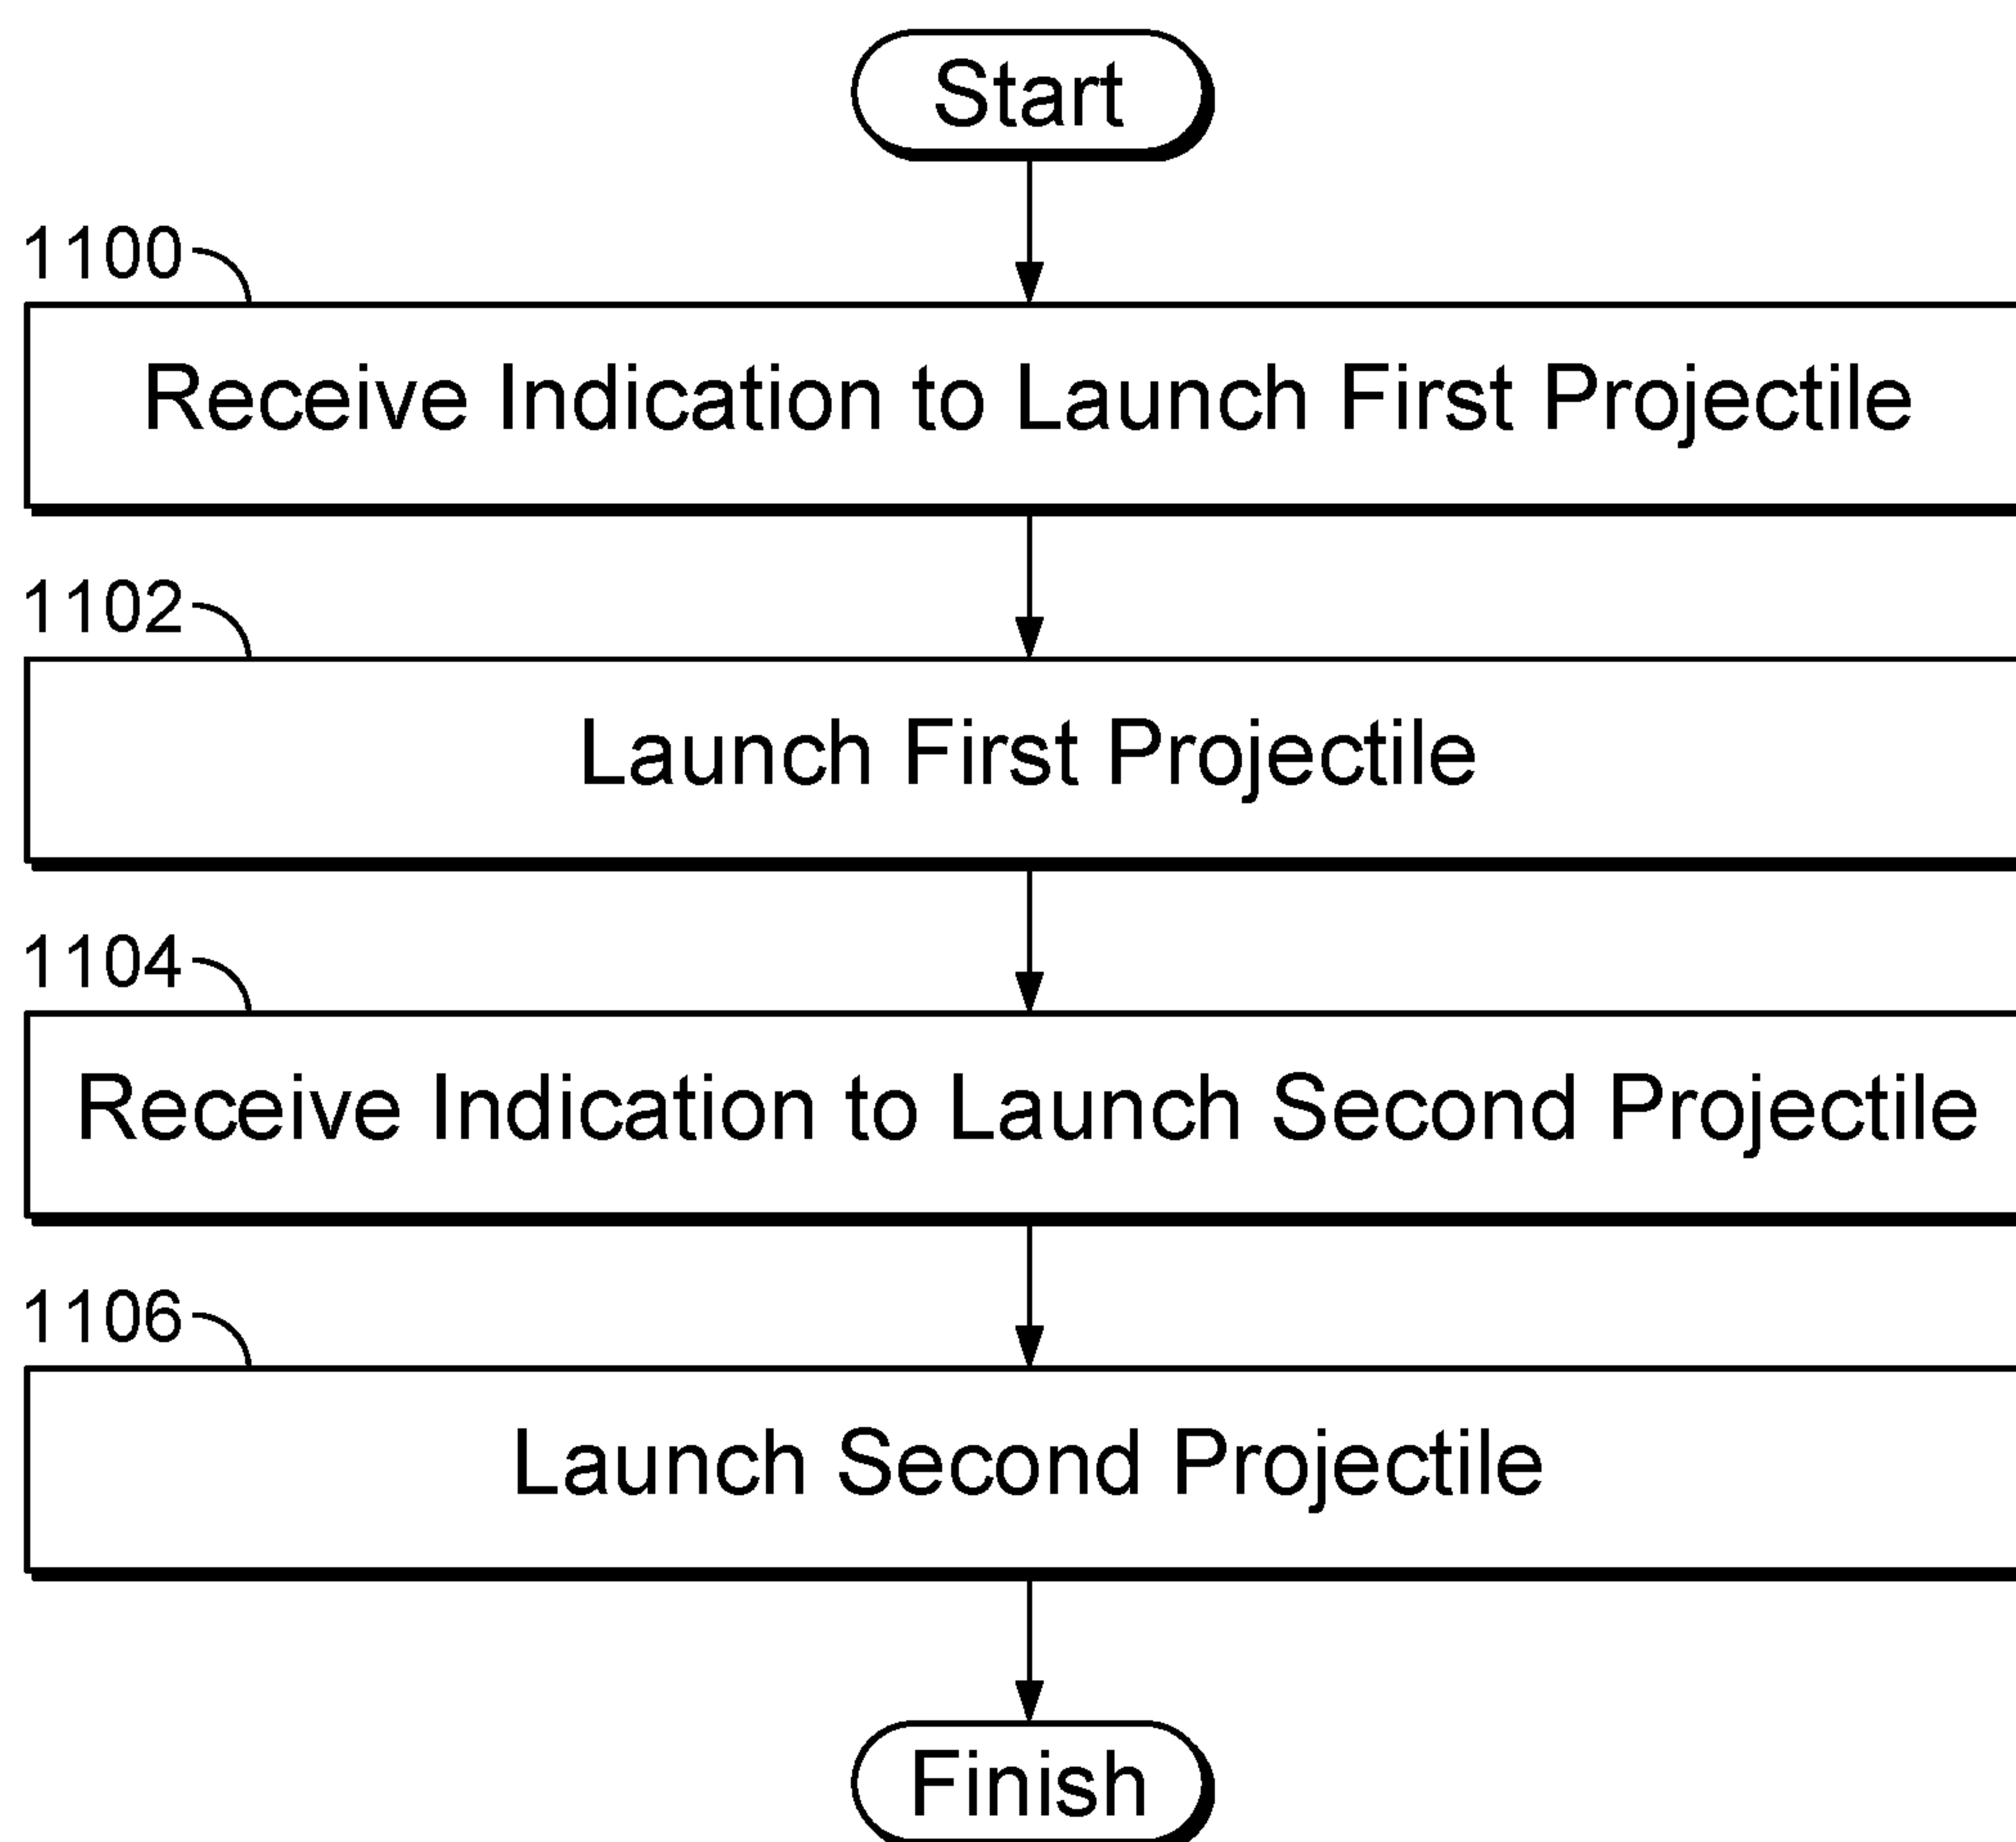 Start
1100
Receive Indication to Launch First Projectile
1102
Launch First Projectile
1104
Receive Indication to Launch Second Projectile
1106
Launch Second Projectile
Finish